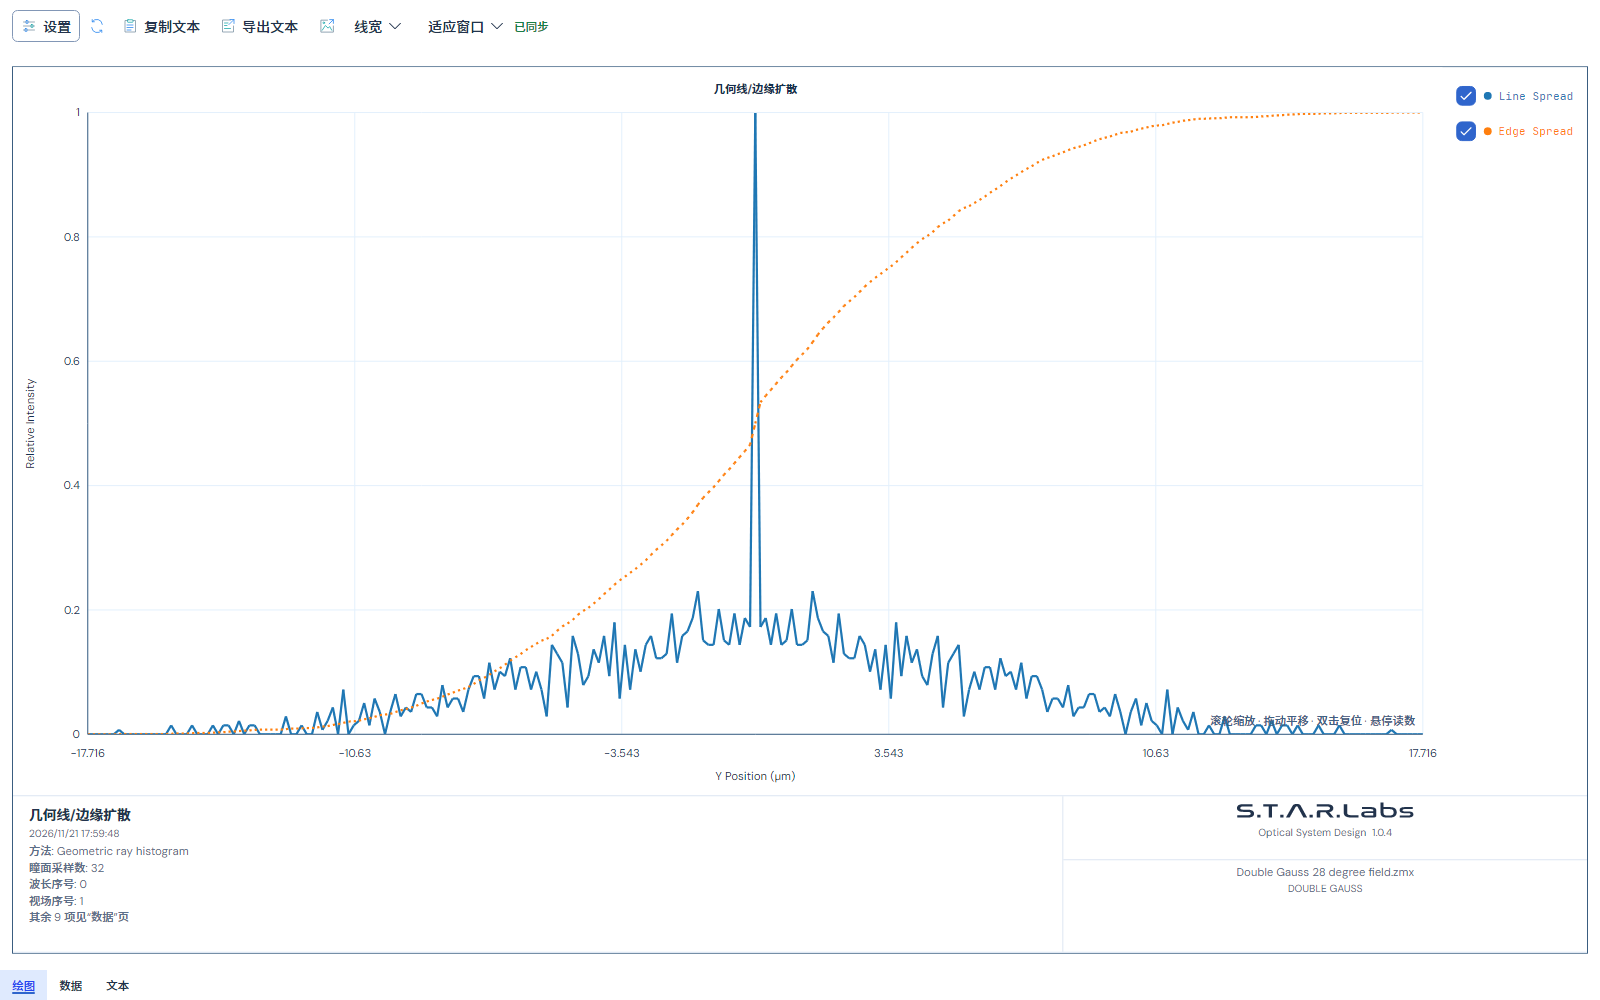 设置 复制文本 导出文本 线宽 适应窗口 已同步
几何线/边缘扩散
Line Spread
Edge Spread
1
0.8
0.6
0.4
0.2
0
Relative Intensity
滚轮缩放 · 拖动平移 · 双击复位 · 悬停读数
-17.716 -10.63 -3.543 3.543 10.63 17.716
Y Position (μm)
几何线/边缘扩散
2026/11/21 17:59:48
方法: Geometric ray histogram
瞳面采样数: 32
波长序号: 0
视场序号: 1
其余 9 项见“数据”页
S.T.A.R.Labs
Optical System Design 1.0.4
Double Gauss 28 degree field.zmx
DOUBLE GAUSS
绘图 数据 文本